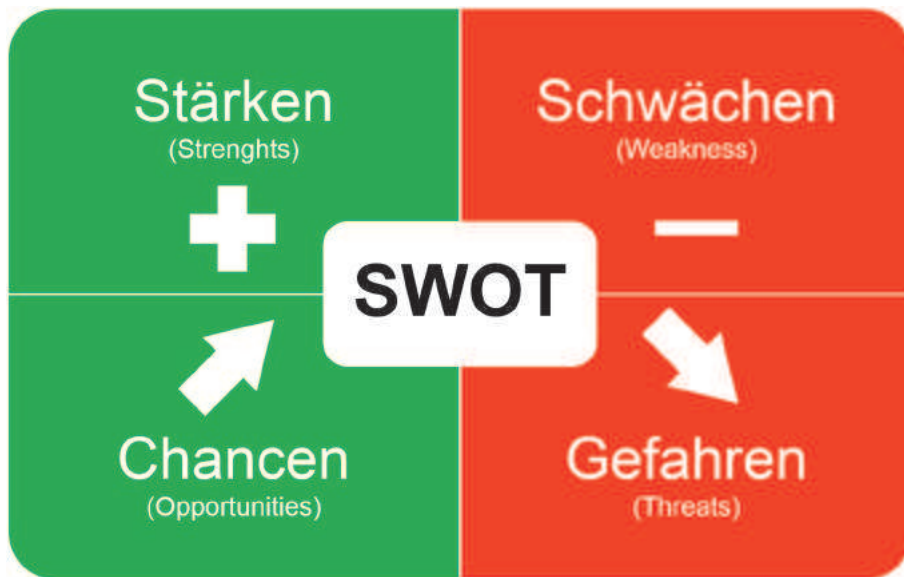 Stärken
(Strenghts)
Schwächen
(Weakness)
SWOT
Chancen
(Opportunities)
Gefahren
(Threats)